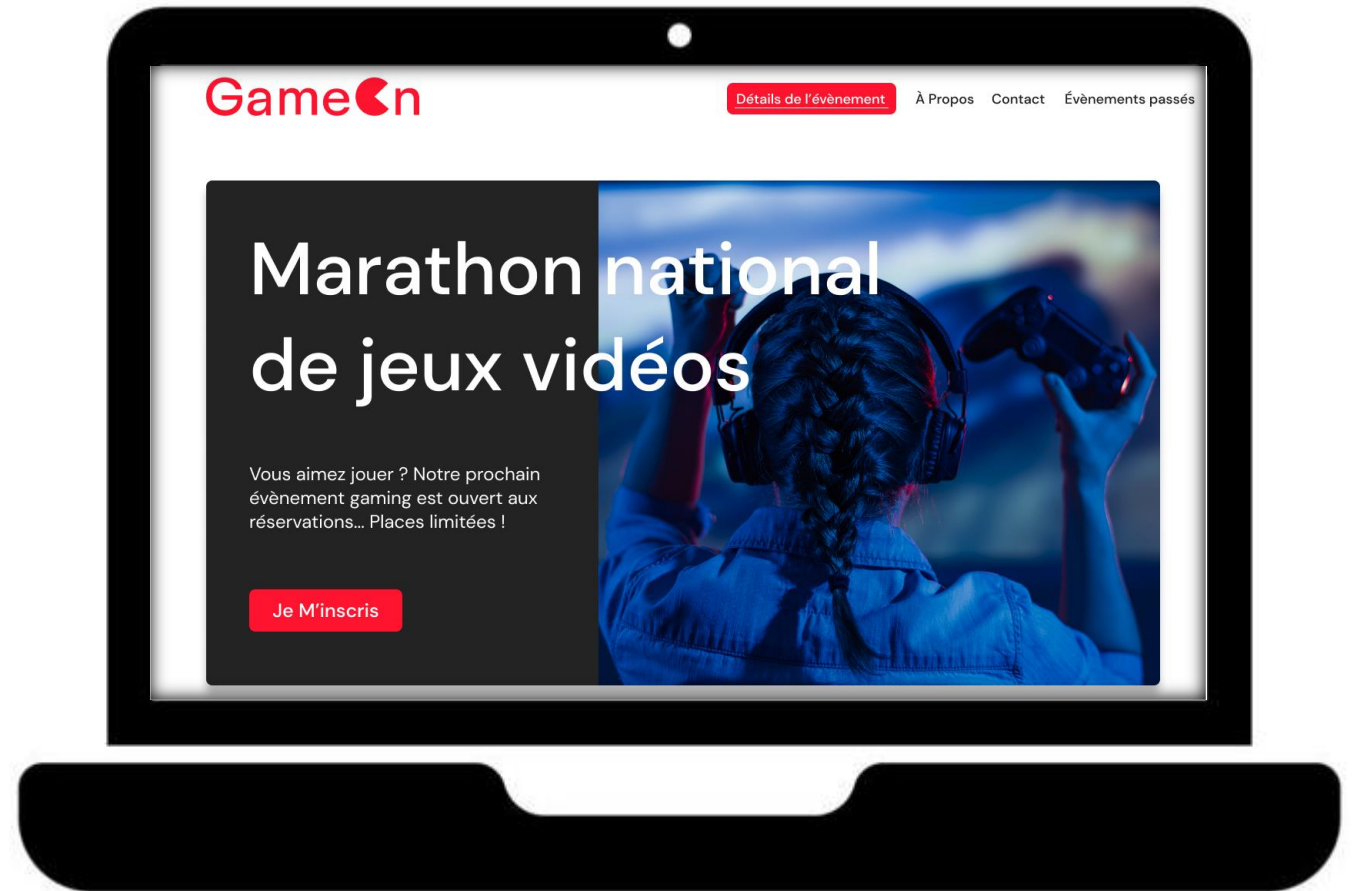 GameOn
Détails de l'évènement À Propos Contact Évènements passés
Marathon national
de jeux vidéos
Vous aimez jouer ? Notre prochain
évènement gaming est ouvert aux
réservations... Places limitées !
Je M'inscris